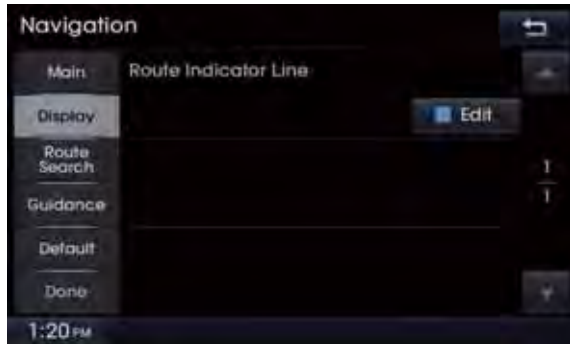 Navigation
Main
Route Indicator Line
Display
Edit
Route
Search
Guidance
Default
Done
1
1
1:20 PM